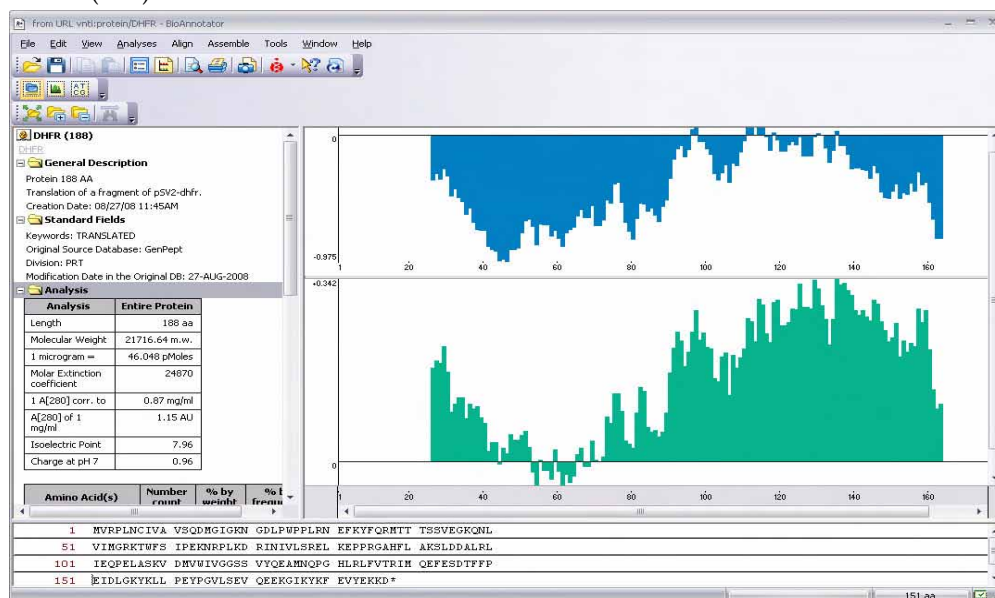 from URL vnti:protein/DHFR - BioAnnotator
File Edit View Analyses Align Assemble Tools Window Help
DHFR (188)
DHFR
General Description
Protein 188 AA
Translation of a fragment of pSV2-dhfr.
Creation Date: 08/27/08 11:45AM
Standard Fields
Keywords: TRANSLATED
Original Source Database: GenPept
Division: PRT
Modification Date in the Original DB: 27-AUG-2008
Analysis
Analysis Entire Protein
Length 188 aa
Molecular Weight 21716.64 m.w.
1 microgram = 46.048 pMoles
Molar Extinction coefficient 24870
1 A[280] corr. to 0.87 mg/ml
A[280] of 1 mg/ml 1.15 AU
Isoelectric Point 7.96
Charge at pH 7 0.96
Amino Acid(s) Number count % by weight
0
-0.975
1 20 40 60 80 100 120 140 160
+0.342
0
1 20 40 60 80 100 120 140 160
1 MVRPLNCIVA VSQDMGIGKN GDLPWPPLRN EFKYFQRMTT TSSVEGKQNL
51 VIMGRKTWFS IPEKNRPLKD RINIVLSREL KEPPRGAHFL AKSLDDALRL
101 IEQPELASKV DMVWIVGGSS VYQEAMNQPG HLRLFVTRIM QEFESDTFFP
151 EIDLGKYKLL PEYPGVLSEV QEEKGIKYKF EVYEKKD*
151 aa